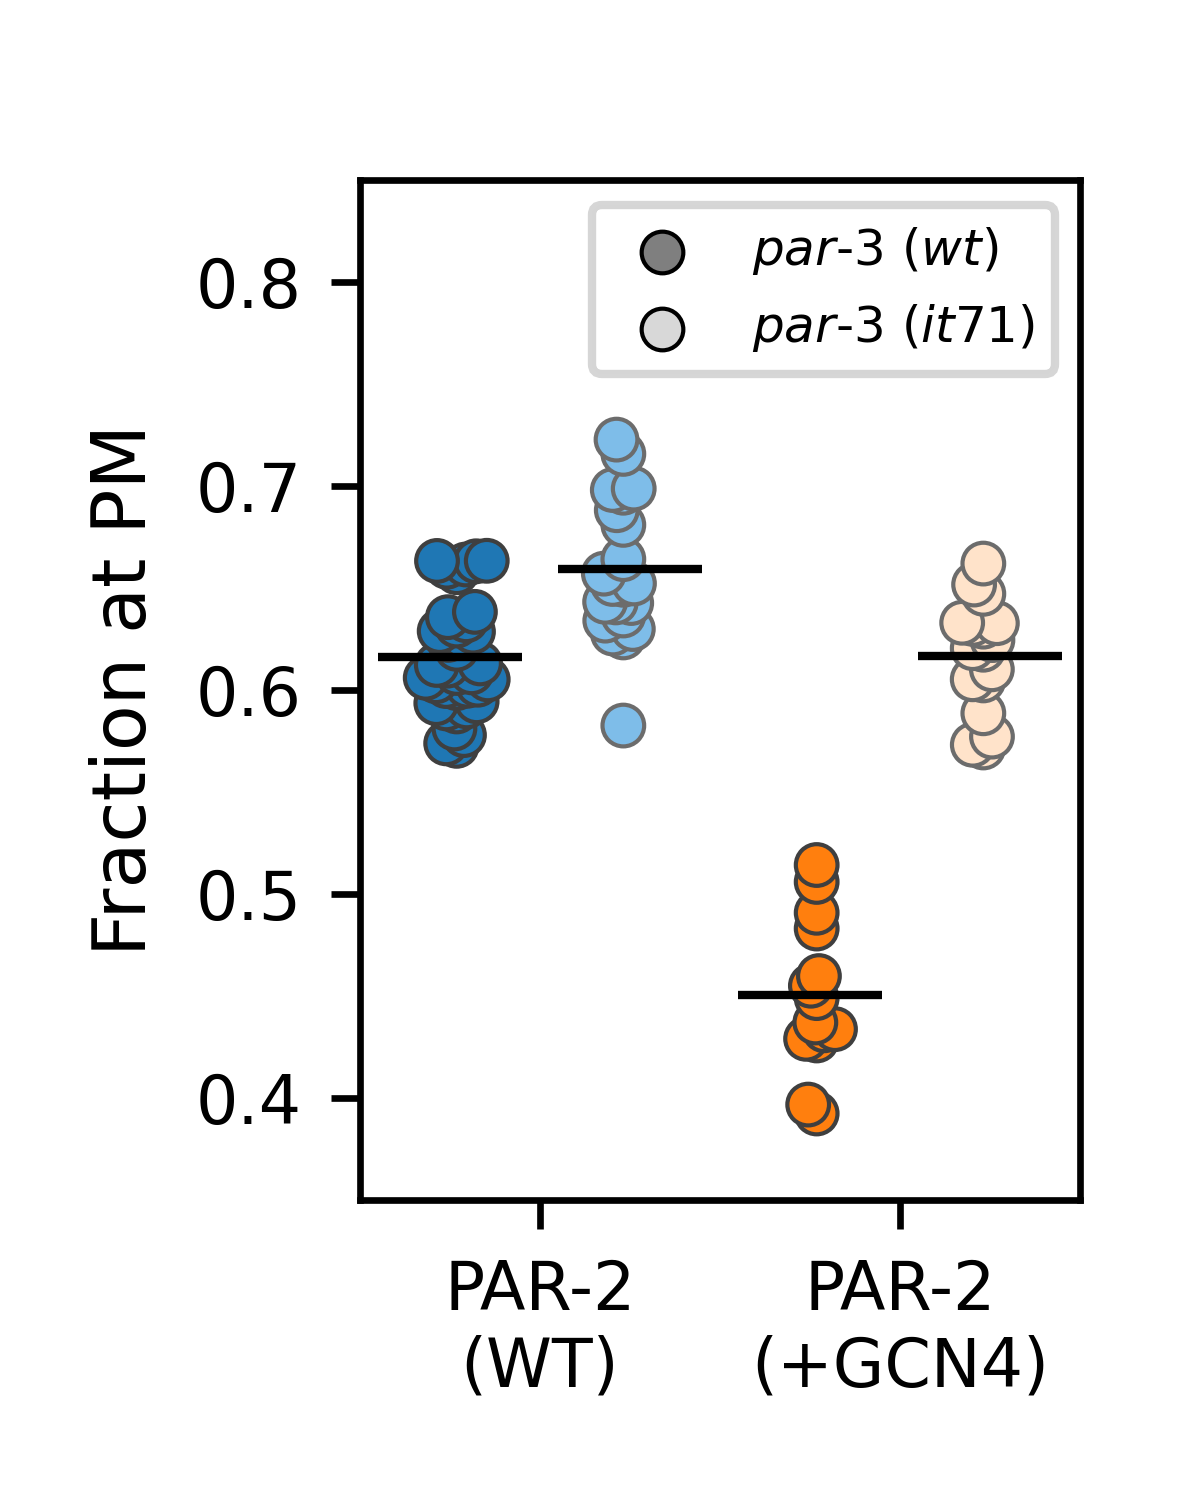 par-3 (wt)
par-3 (it71)
0.8
0.7
0.6
0.5
0.4
Fraction at PM
PAR-2
(WT)
PAR-2
(+GCN4)